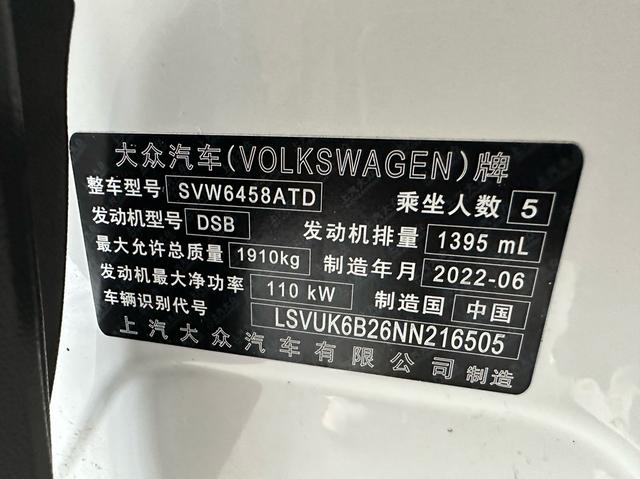 大众汽车(VOLKSWAGEN)牌
整车型号 SVW6458ATD 乘坐人数 5
发动机型号 DSB 发动机排量 1395 mL
最大允许总质量 1910kg 制造年月 2022-06
发动机最大净功率 110 kW 制造国 中国
车辆识别代号 LSVUK6B26NN216505
上汽大众汽车有限公司 制造